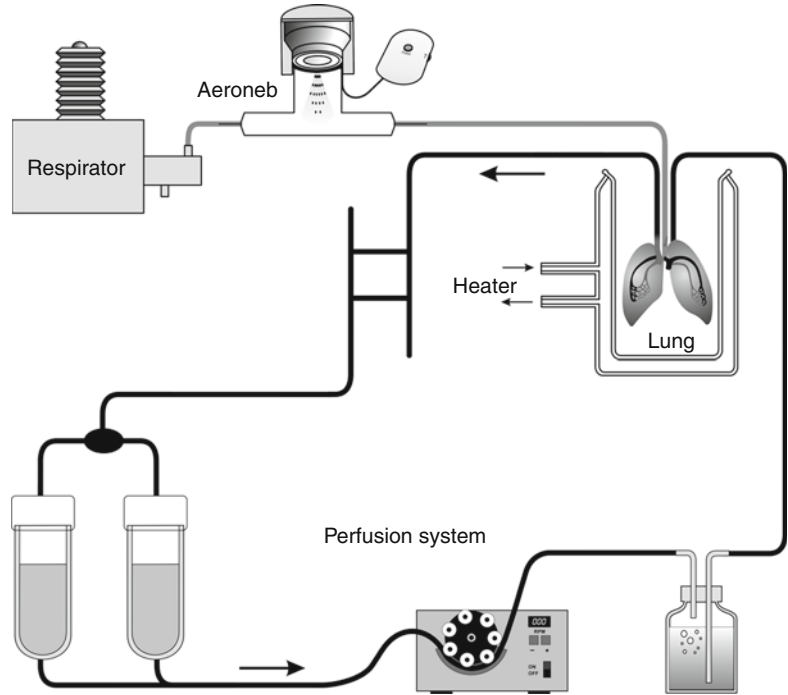 Aeroneb
Respirator
Heater
Lung
Perfusion system
000
RPM
− +
ON
OFF